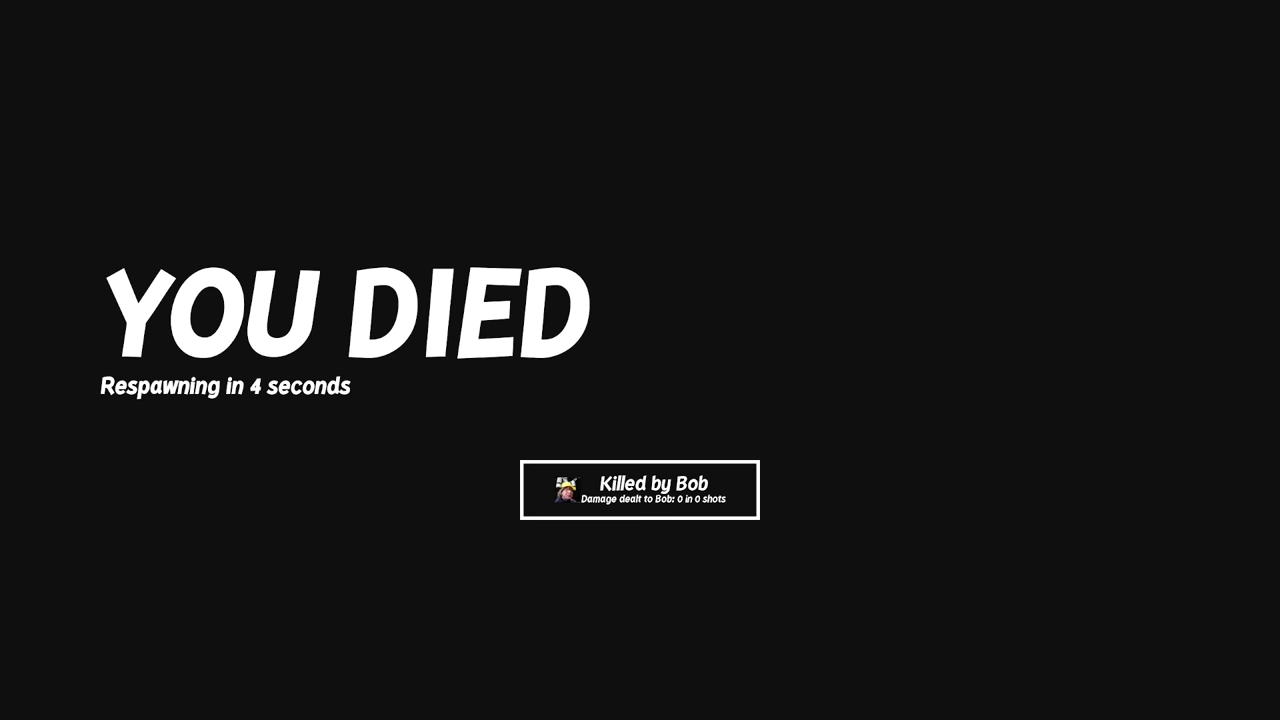 YOU DIED
Respawning in 4 seconds
Killed by Bob
Damage dealt to Bob: 0 in 0 shots